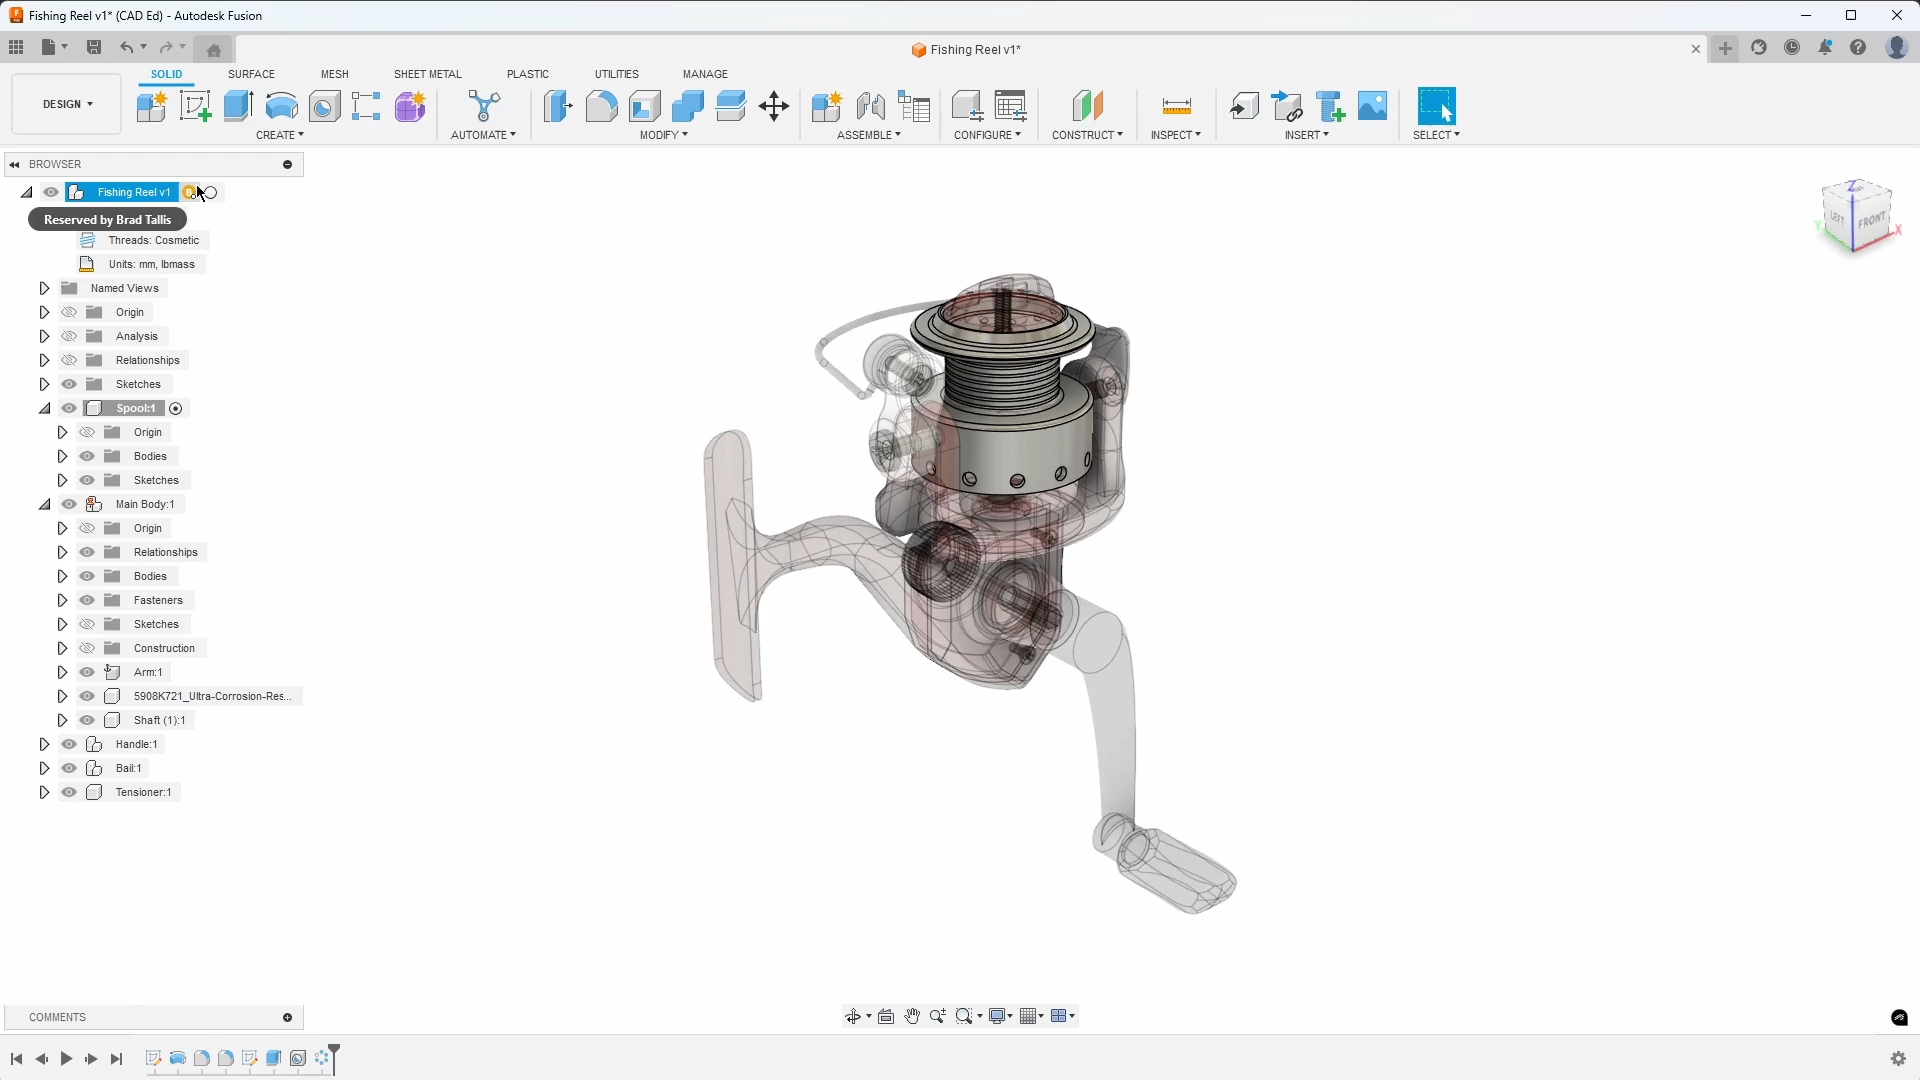 Fishing Reel v1* (CAD Ed) - Autodesk Fusion
Fishing Reel v1*
DESIGN
SOLID SURFACE MESH SHEET METAL PLASTIC UTILITIES MANAGE
CREATE AUTOMATE MODIFY ASSEMBLE CONFIGURE CONSTRUCT INSPECT INSERT SELECT
BROWSER
Fishing Reel v1
Reserved by Brad Tallis
Threads: Cosmetic
Units: mm, lbmass
Named Views
Origin
Analysis
Relationships
Sketches
Spool:1
Origin
Bodies
Sketches
Main Body:1
Origin
Relationships
Bodies
Fasteners
Sketches
Construction
Arm:1
5908K721_Ultra-Corrosion-Res...
Shaft (1):1
Handle:1
Bail:1
Tensioner:1
Z
LEFT FRONT
Y X
COMMENTS